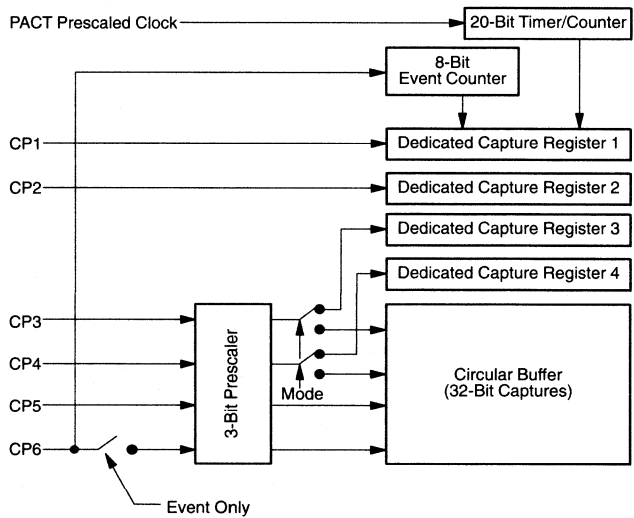 PACT Prescaled Clock
20-Bit Timer/Counter
8-Bit
Event Counter
CP1
Dedicated Capture Register 1
CP2
Dedicated Capture Register 2
Dedicated Capture Register 3
Dedicated Capture Register 4
CP3
CP4
CP5
CP6
3-Bit Prescaler
Mode
Circular Buffer
(32-Bit Captures)
Event Only